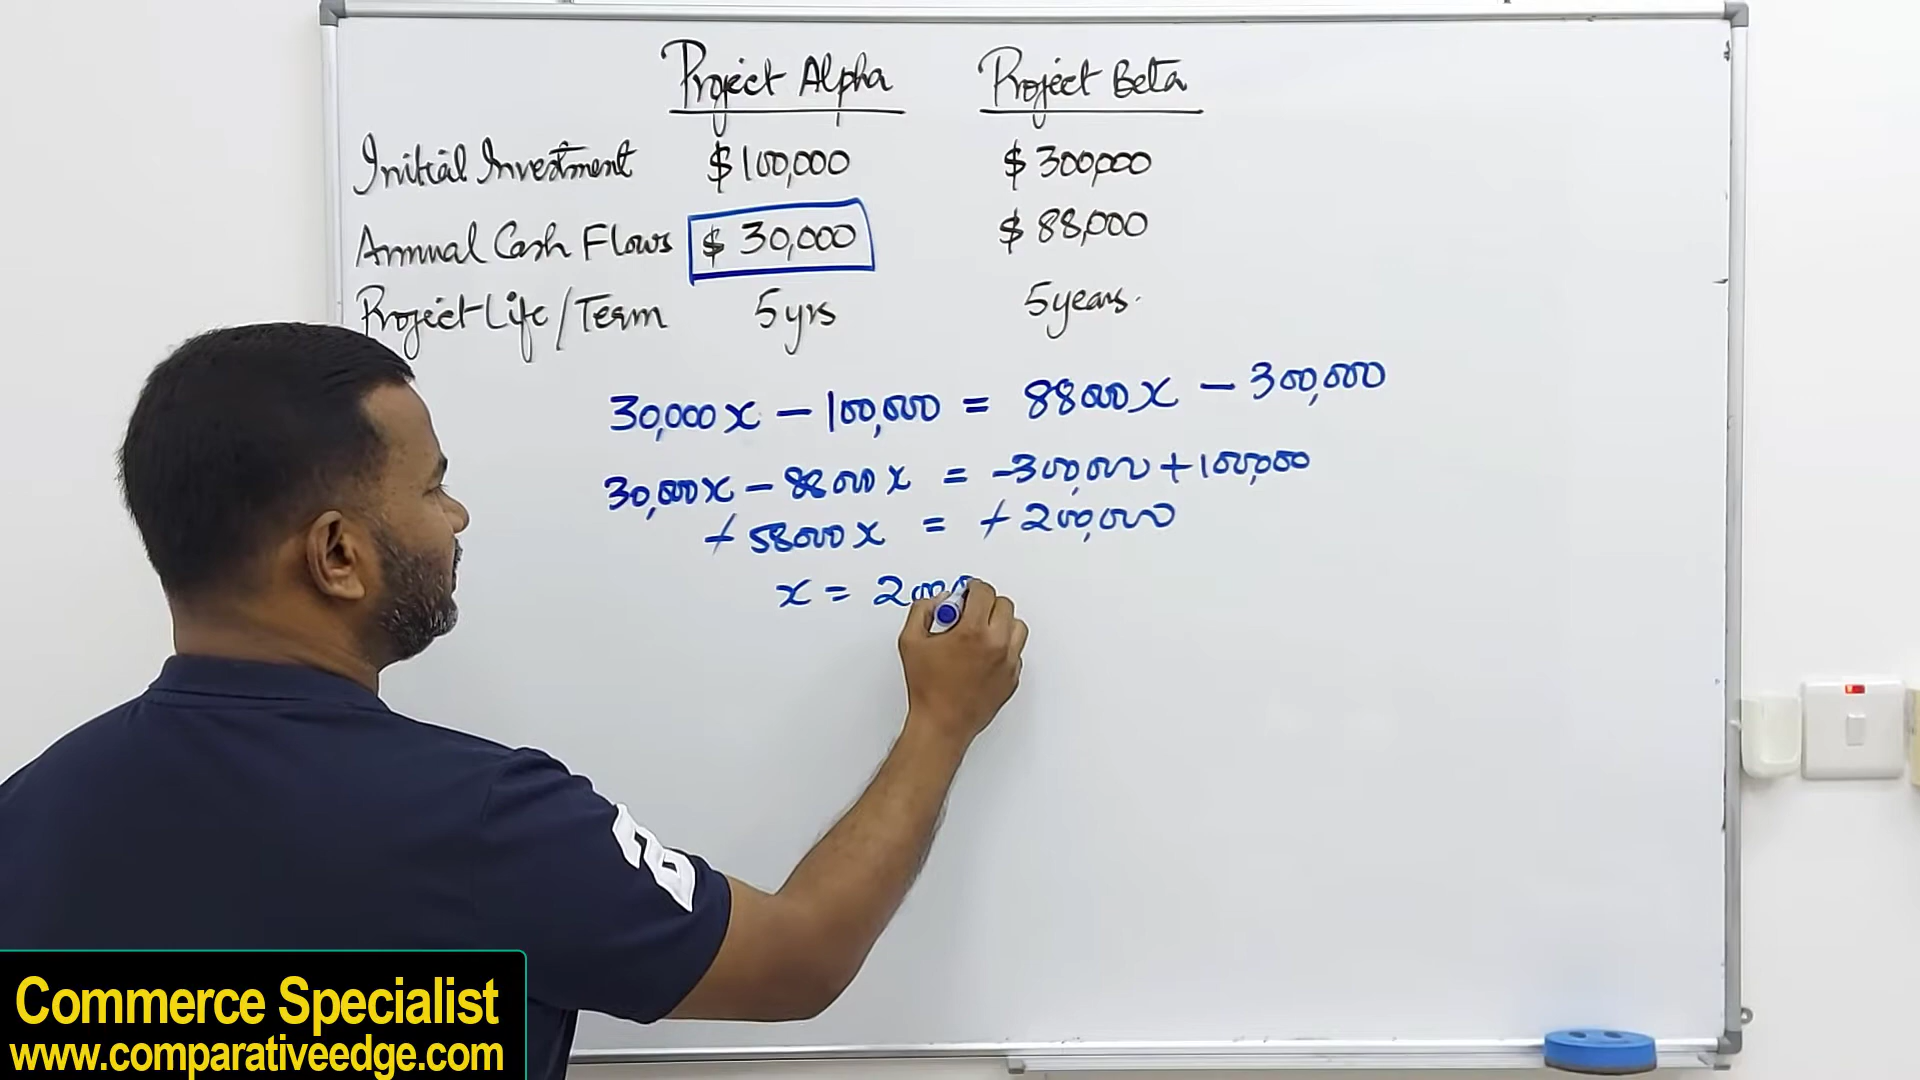 Project Alpha Project Beta
Initial Investment $100,000 $300,000
Annual Cash Flows $ 30,000 $88,000
Project Life/Term 5 yrs 5 years.
30,000x − 100,000 = 88000x − 300,000
30,000x − 88000x = −300,000 + 100,000
+ 58000x = + 200,000
x = 2000
Commerce Specialist
www.comparativeedge.com